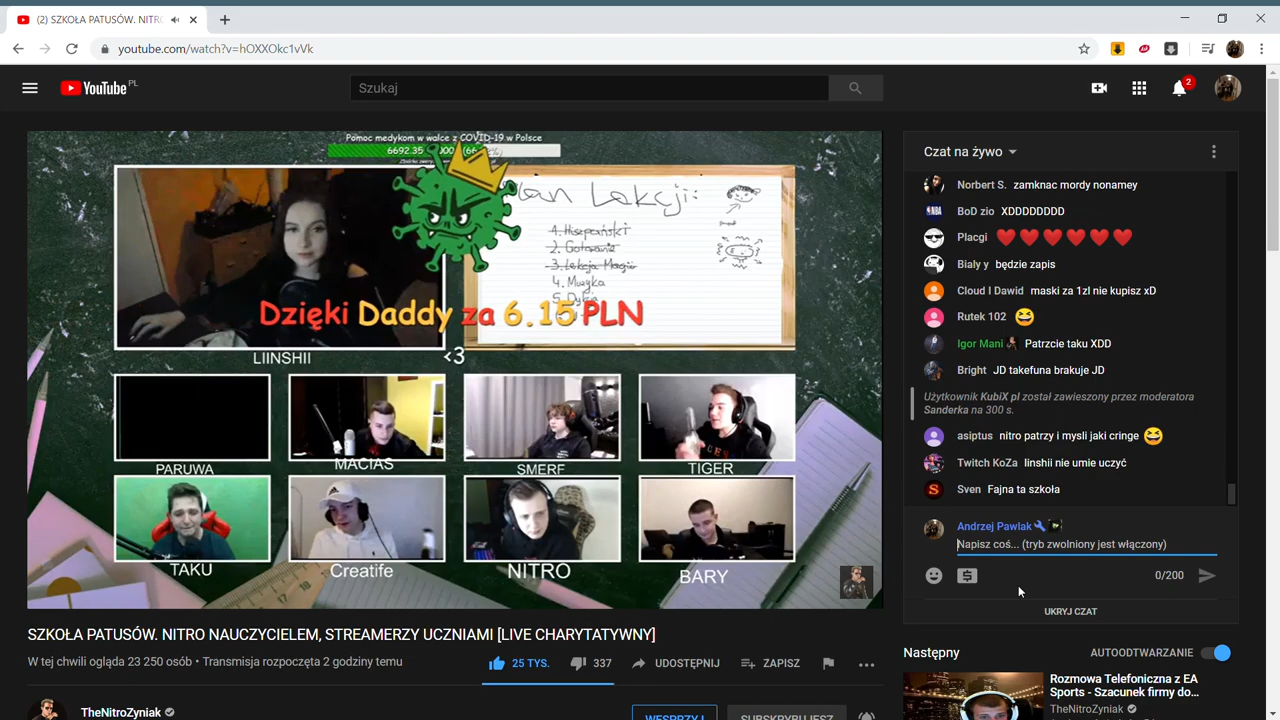 (2) SZKOŁA PATUSÓW. NITRO
youtube.com/watch?v=hOXXOkc1vVk
YouTube PL
Szukaj
2
Pomoc medykom w walce z COVID-19 w Polsce
6692.35
Plan Lekcji:
1. Hiszpański
2. Gotowanie
3. Lekcja Magii
4. Muzyka
Dzięki Daddy za 6.15 PLN
LIINSHII
<3
PARUWA
MACIAS
SMERF
TIGER
TAKU
Creatife
NITRO
BARY
SZKOŁA PATUSÓW. NITRO NAUCZYCIELEM, STREAMERZY UCZNIAMI [LIVE CHARYTATYWNY]
W tej chwili ogląda 23 250 osób • Transmisja rozpoczęta 2 godziny temu
25 TYS.
337
UDOSTĘPNIJ
ZAPISZ
TheNitroZyniak
WESPRZYJ
SUBSKRYBUJESZ
Czat na żywo
Norbert S. zamknac mordy nonamey
BoD zio XDDDDDDDD
Placgi ❤❤❤❤❤❤
Bialy y będzie zapis
Cloud I Dawid maski za 1zl nie kupisz xD
Rutek 102 😆
Igor Mani Patrzcie taku XDD
Bright JD takefuna brakuje JD
Użytkownik KubiX pl został zawieszony przez moderatora
Sanderka na 300 s.
asiptus nitro patrzy i mysli jaki cringe 😆
Twitch KoZa linshii nie umie uczyć
Sven Fajna ta szkoła
Andrzej Pawlak
Napisz coś... (tryb zwolniony jest włączony)
0/200
UKRYJ CZAT
Następny
AUTOODTWARZANIE
Rozmowa Telefoniczna z EA
Sports - Szacunek firmy do...
TheNitroZyniak